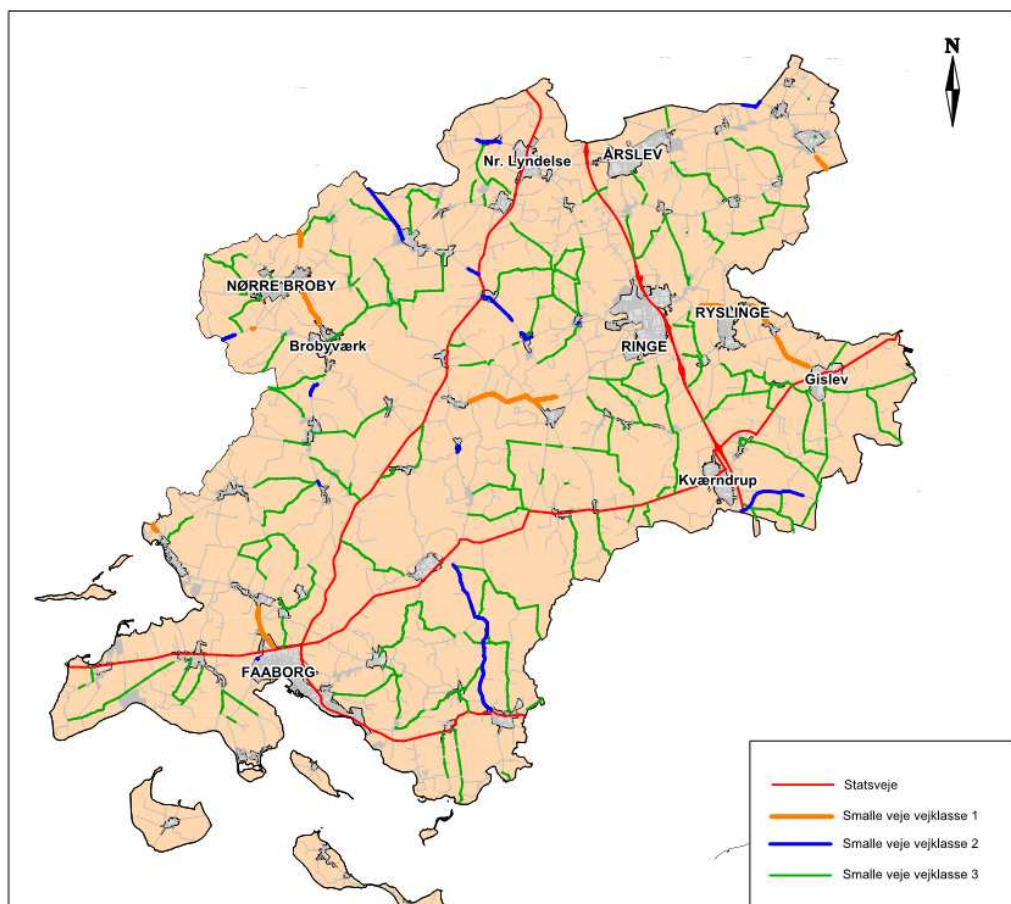 N
Nr. Lyndelse
ÅRSLEV
NØRRE BROBY
RYSLINGE
Brobyværk
RINGE
Gislev
Kværndrup
FAABORG
Statsveje
Smalle veje vejklasse 1
Smalle veje vejklasse 2
Smalle veje vejklasse 3